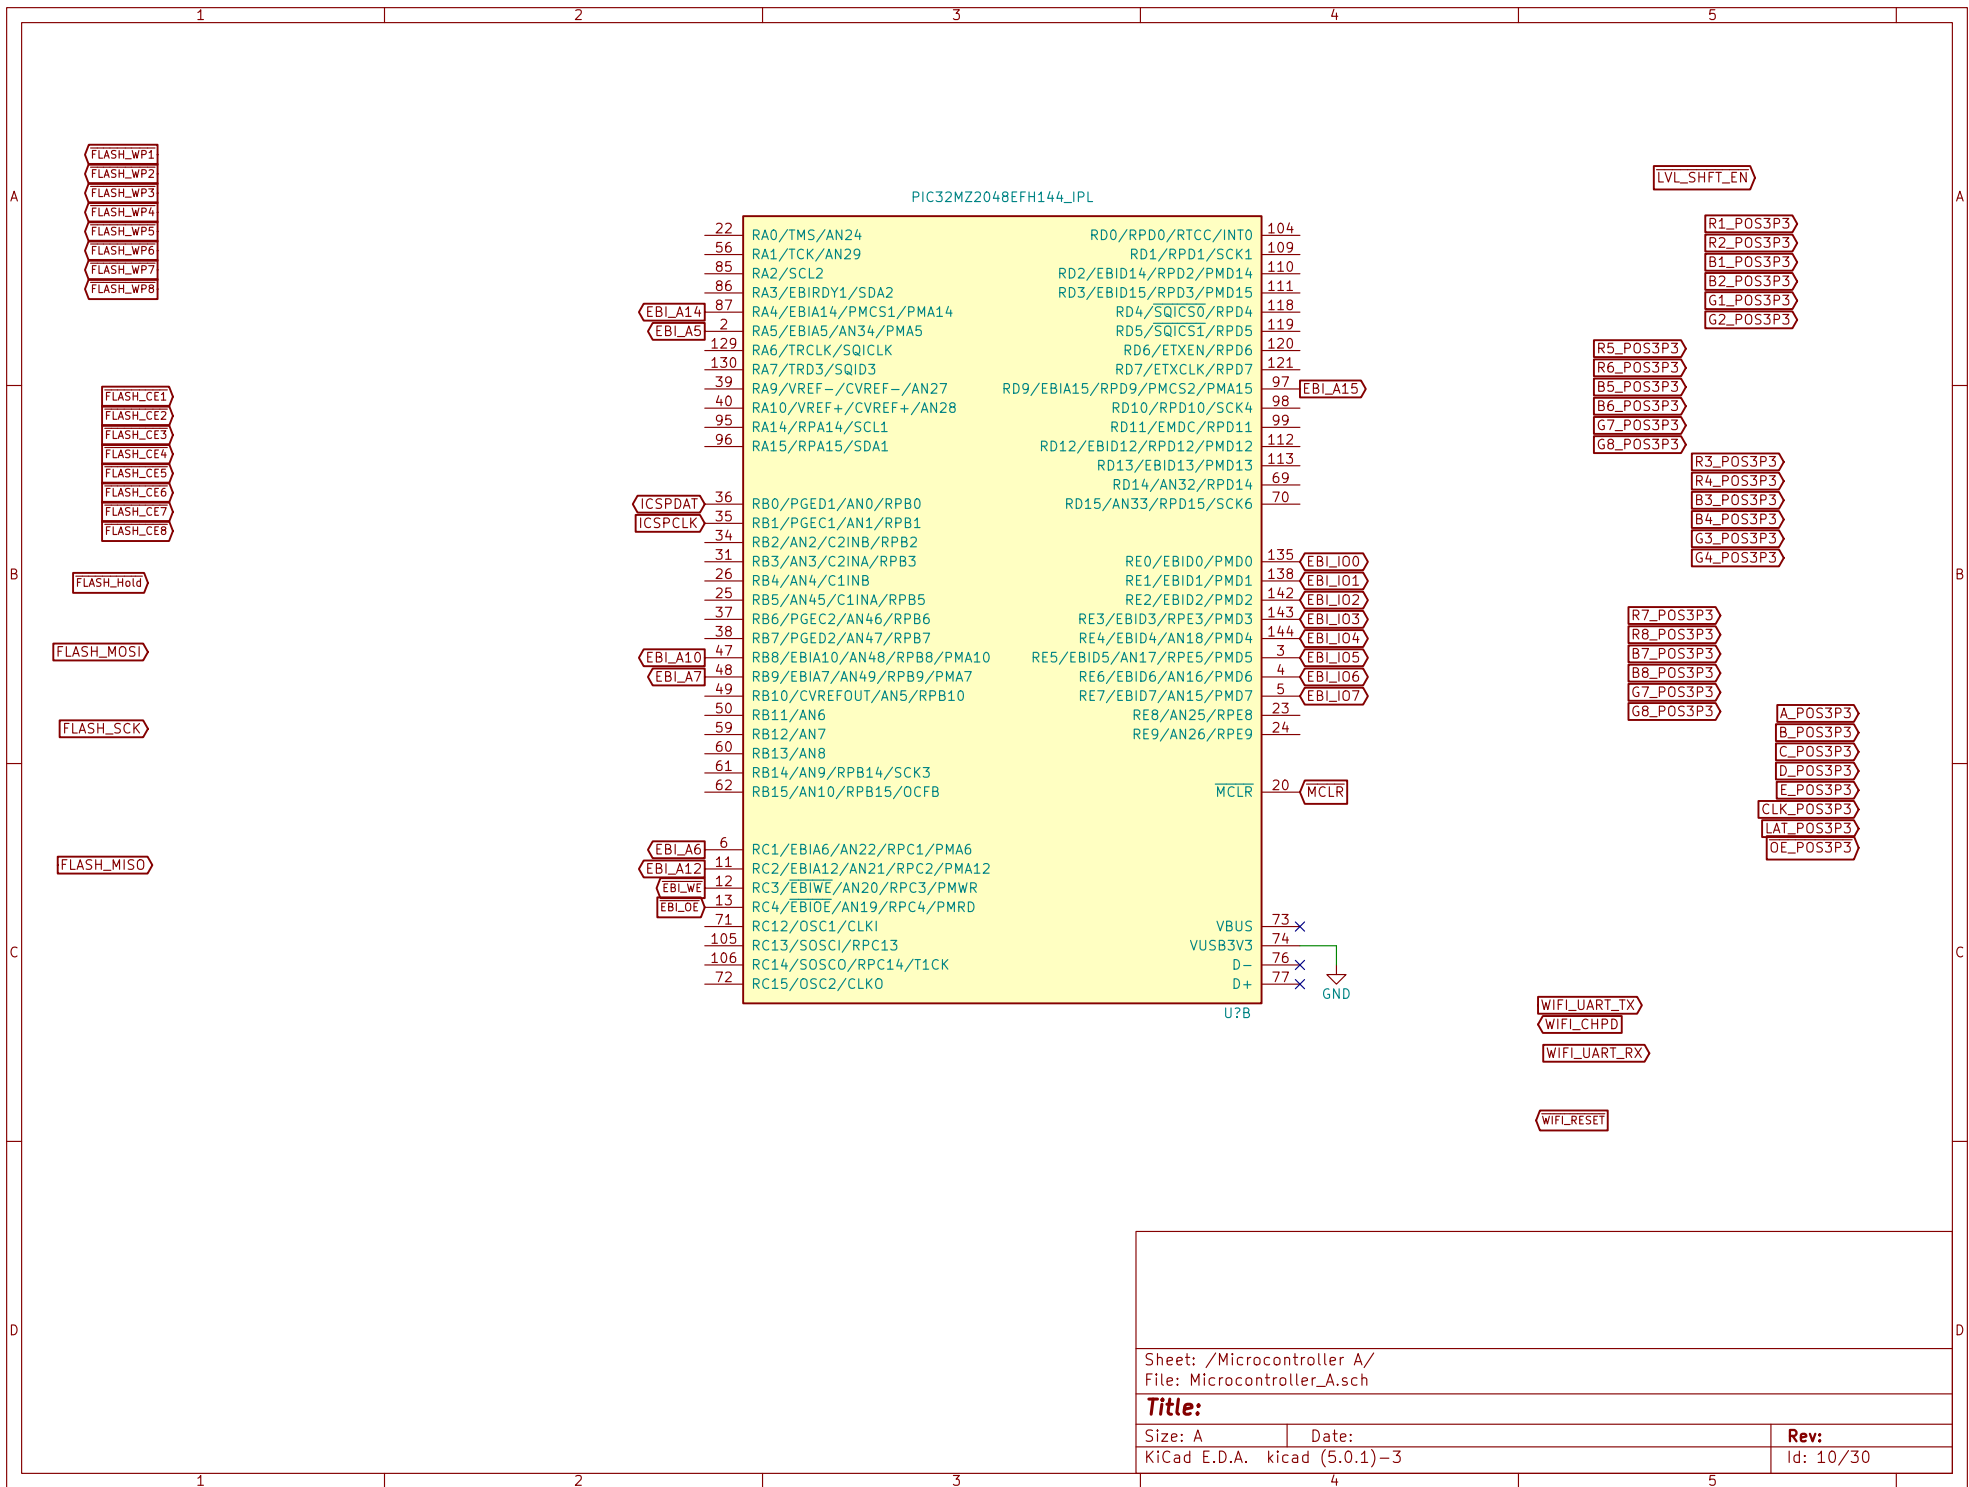 1 2 3 4 5
A
B
C
D
FLASH_WP1
FLASH_WP2
FLASH_WP3
FLASH_WP4
FLASH_WP5
FLASH_WP6
FLASH_WP7
FLASH_WP8
FLASH_CE1
FLASH_CE2
FLASH_CE3
FLASH_CE4
FLASH_CE5
FLASH_CE6
FLASH_CE7
FLASH_CE8
FLASH_Hold
FLASH_MOSI
FLASH_SCK
FLASH_MISO
PIC32MZ2048EFH144_IPL
22 RA0/TMS/AN24
56 RA1/TCK/AN29
85 RA2/SCL2
86 RA3/EBIRDY1/SDA2
EBI_A14 87 RA4/EBIA14/PMCS1/PMA14
EBI_A5 2 RA5/EBIA5/AN34/PMA5
129 RA6/TRCLK/SQICLK
130 RA7/TRD3/SQID3
39 RA9/VREF-/CVREF-/AN27
40 RA10/VREF+/CVREF+/AN28
95 RA14/RPA14/SCL1
96 RA15/RPA15/SDA1
ICSPDAT 36 RB0/PGED1/AN0/RPB0
ICSPCLK 35 RB1/PGEC1/AN1/RPB1
34 RB2/AN2/C2INB/RPB2
31 RB3/AN3/C2INA/RPB3
26 RB4/AN4/C1INB
25 RB5/AN45/C1INA/RPB5
37 RB6/PGEC2/AN46/RPB6
38 RB7/PGED2/AN47/RPB7
EBI_A10 47 RB8/EBIA10/AN48/RPB8/PMA10
EBI_A7 48 RB9/EBIA7/AN49/RPB9/PMA7
49 RB10/CVREFOUT/AN5/RPB10
50 RB11/AN6
59 RB12/AN7
60 RB13/AN8
61 RB14/AN9/RPB14/SCK3
62 RB15/AN10/RPB15/OCFB
EBI_A6 6 RC1/EBIA6/AN22/RPC1/PMA6
EBI_A12 11 RC2/EBIA12/AN21/RPC2/PMA12
EBI_WE 12 RC3/EBIWE/AN20/RPC3/PMWR
EBI_OE 13 RC4/EBIOE/AN19/RPC4/PMRD
71 RC12/OSC1/CLKI
105 RC13/SOSCI/RPC13
106 RC14/SOSCO/RPC14/T1CK
72 RC15/OSC2/CLKO
RD0/RPD0/RTCC/INT0 104
RD1/RPD1/SCK1 109
RD2/EBID14/RPD2/PMD14 110
RD3/EBID15/RPD3/PMD15 111
RD4/SQICS0/RPD4 118
RD5/SQICS1/RPD5 119
RD6/ETXEN/RPD6 120
RD7/ETXCLK/RPD7 121
RD9/EBIA15/RPD9/PMCS2/PMA15 97 EBI_A15
RD10/RPD10/SCK4 98
RD11/EMDC/RPD11 99
RD12/EBID12/RPD12/PMD12 112
RD13/EBID13/PMD13 113
RD14/AN32/RPD14 69
RD15/AN33/RPD15/SCK6 70
RE0/EBID0/PMD0 135 EBI_IO0
RE1/EBID1/PMD1 138 EBI_IO1
RE2/EBID2/PMD2 142 EBI_IO2
RE3/EBID3/RPE3/PMD3 143 EBI_IO3
RE4/EBID4/AN18/PMD4 144 EBI_IO4
RE5/EBID5/AN17/RPE5/PMD5 3 EBI_IO5
RE6/EBID6/AN16/PMD6 4 EBI_IO6
RE7/EBID7/AN15/PMD7 5 EBI_IO7
RE8/AN25/RPE8 23
RE9/AN26/RPE9 24
MCLR 20 MCLR
VBUS 73
VUSB3V3 74
D- 76
D+ 77
GND
U?B
LVL_SHFT_EN
R1_POS3P3
R2_POS3P3
B1_POS3P3
B2_POS3P3
G1_POS3P3
G2_POS3P3
R5_POS3P3
R6_POS3P3
B5_POS3P3
B6_POS3P3
G7_POS3P3
G8_POS3P3
R3_POS3P3
R4_POS3P3
B3_POS3P3
B4_POS3P3
G3_POS3P3
G4_POS3P3
R7_POS3P3
R8_POS3P3
B7_POS3P3
B8_POS3P3
G7_POS3P3
G8_POS3P3
A_POS3P3
B_POS3P3
C_POS3P3
D_POS3P3
E_POS3P3
CLK_POS3P3
LAT_POS3P3
OE_POS3P3
WIFI_UART_TX
WIFI_CHPD
WIFI_UART_RX
WIFI_RESET
A
B
C
D
Sheet: /Microcontroller A/
File: Microcontroller_A.sch
Title:
Size: A Date: Rev:
KiCad E.D.A. kicad (5.0.1)-3 Id: 10/30
1 2 3 4 5